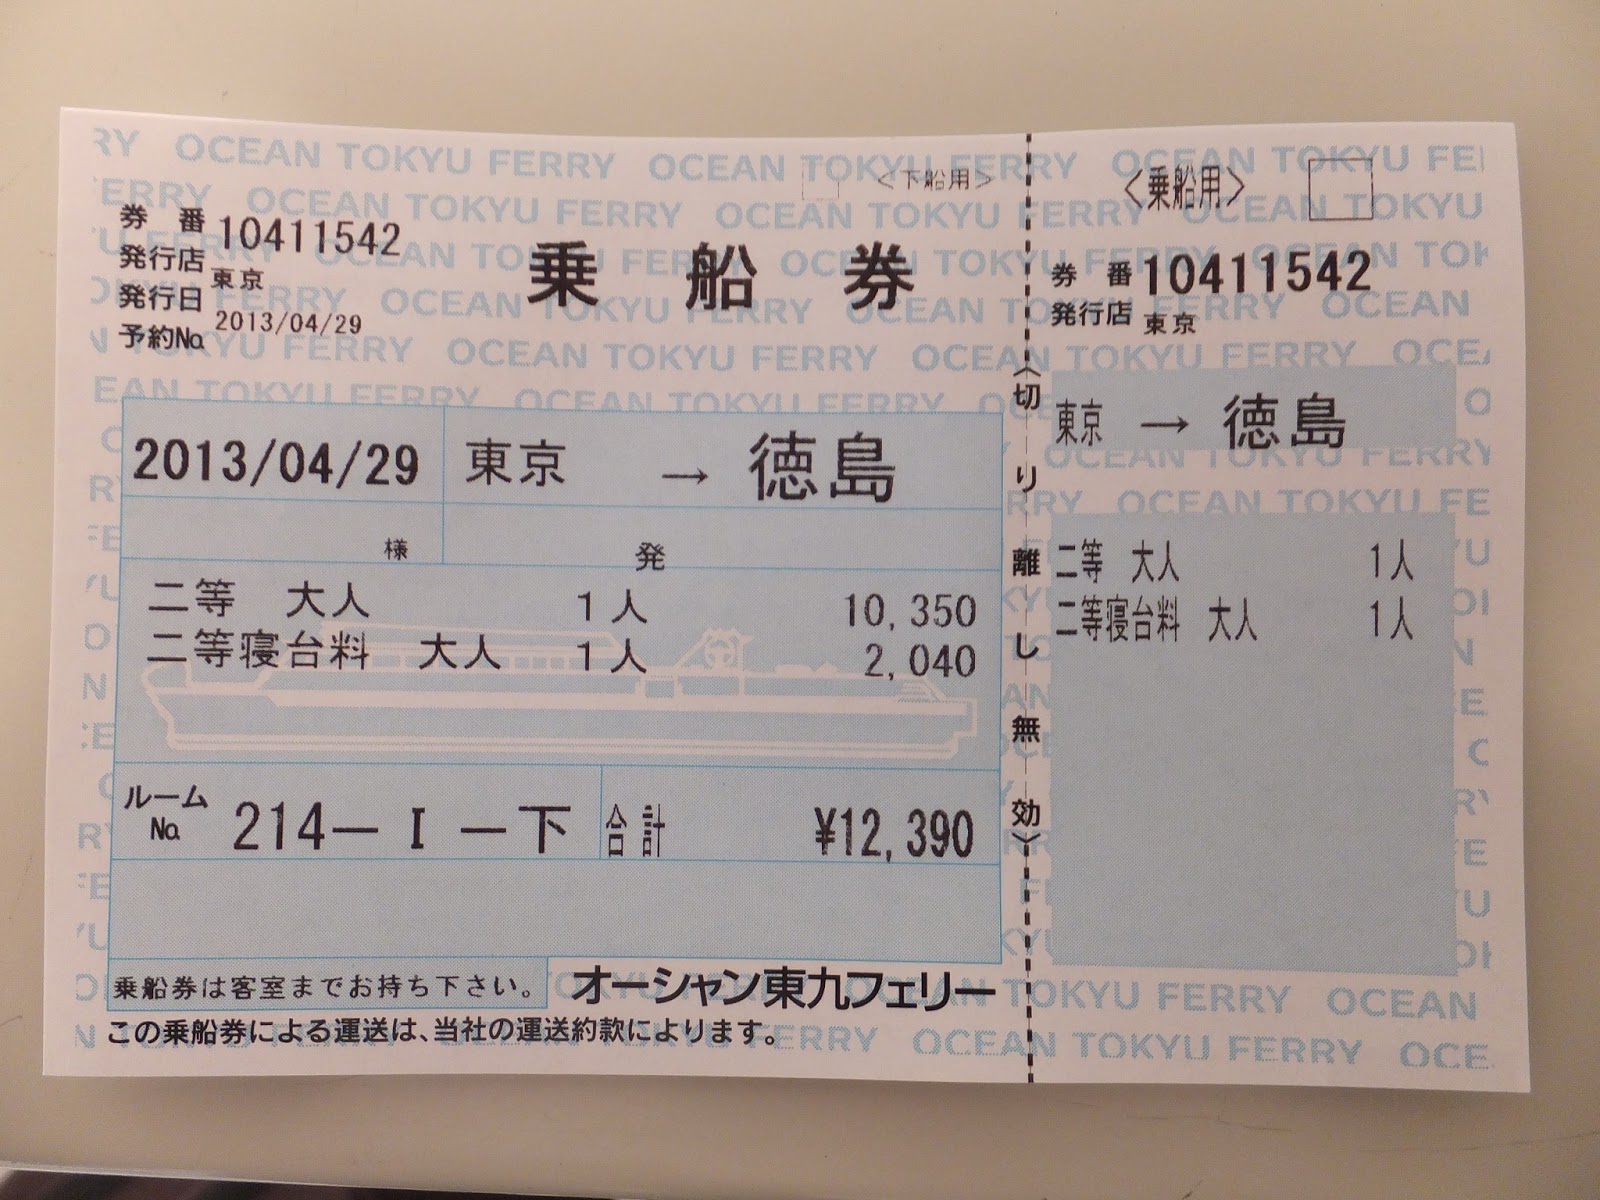 <下船用>
券番 10411542
発行店 東京
発行日 2013/04/29
予約No.
乗船券
2013/04/29 東京 → 徳島
様 発
二等 大人 1人 10,350
二等寝台料 大人 1人 2,040
ルームNo. 214― I ―下 合計 ¥12,390
乗船券は客室までお持ち下さい。
オーシャン東九フェリー
この乗船券による運送は、当社の運送約款によります。
〈切り離し無効〉
<乗船用>
券番 10411542
発行店 東京
東京 → 徳島
二等 大人 1人
二等寝台料 大人 1人
OCEAN TOKYU FERRY